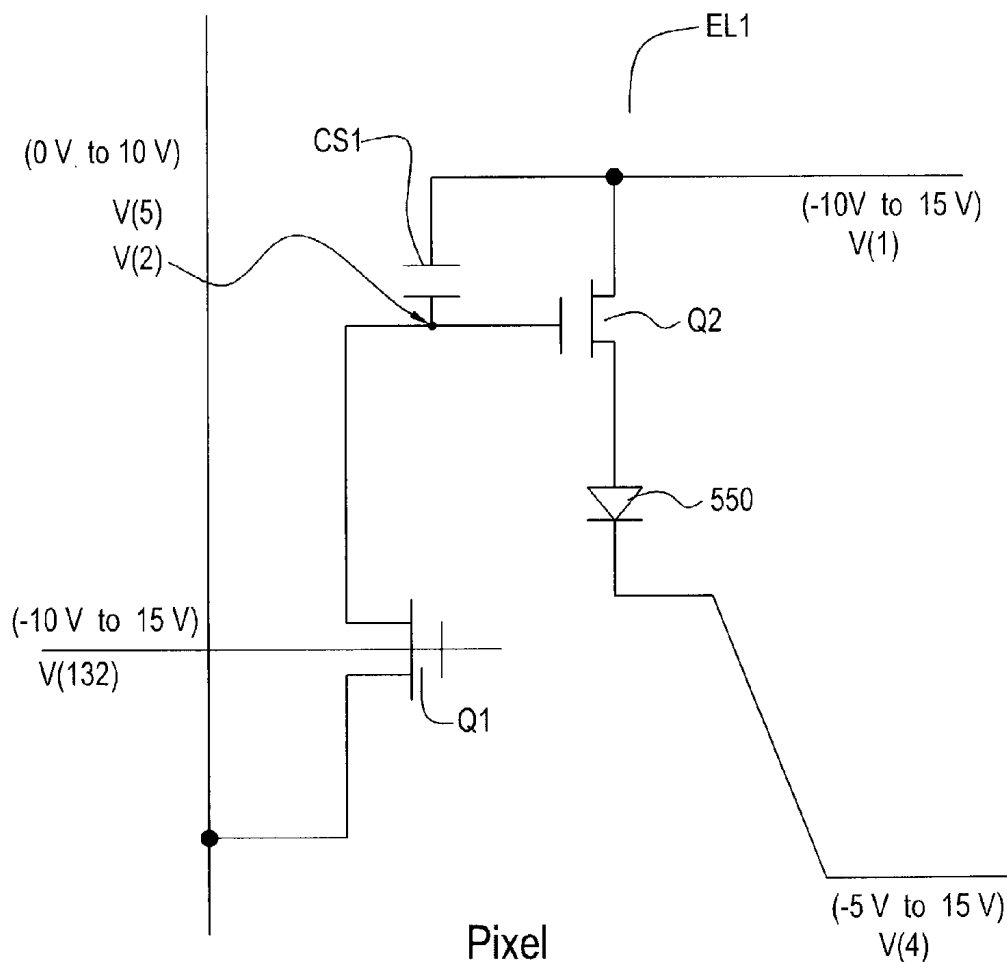 EL1
CS1
(0 V to 10 V)
V(5)
V(2)
(-10V to 15 V)
V(1)
Q2
550
(-10 V to 15 V)
V(132)
Q1
(-5 V to 15 V)
V(4)
Pixel